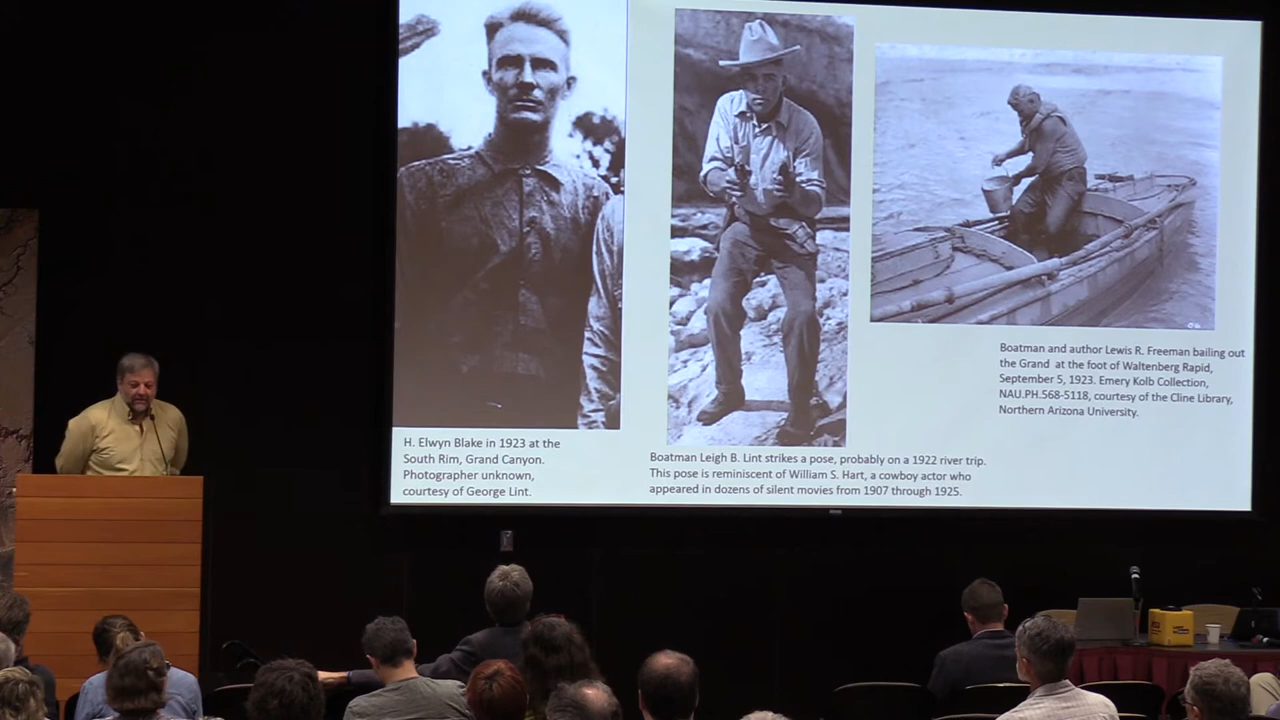 H. Elwyn Blake in 1923 at the
South Rim, Grand Canyon.
Photographer unknown,
courtesy of George Lint.
Boatman Leigh B. Lint strikes a pose, probably on a 1922 river trip.
This pose is reminiscent of William S. Hart, a cowboy actor who
appeared in dozens of silent movies from 1907 through 1925.
Boatman and author Lewis R. Freeman bailing out
the Grand at the foot of Waltenberg Rapid,
September 5, 1923. Emery Kolb Collection,
NAU.PH.568-5118, courtesy of the Cline Library,
Northern Arizona University.